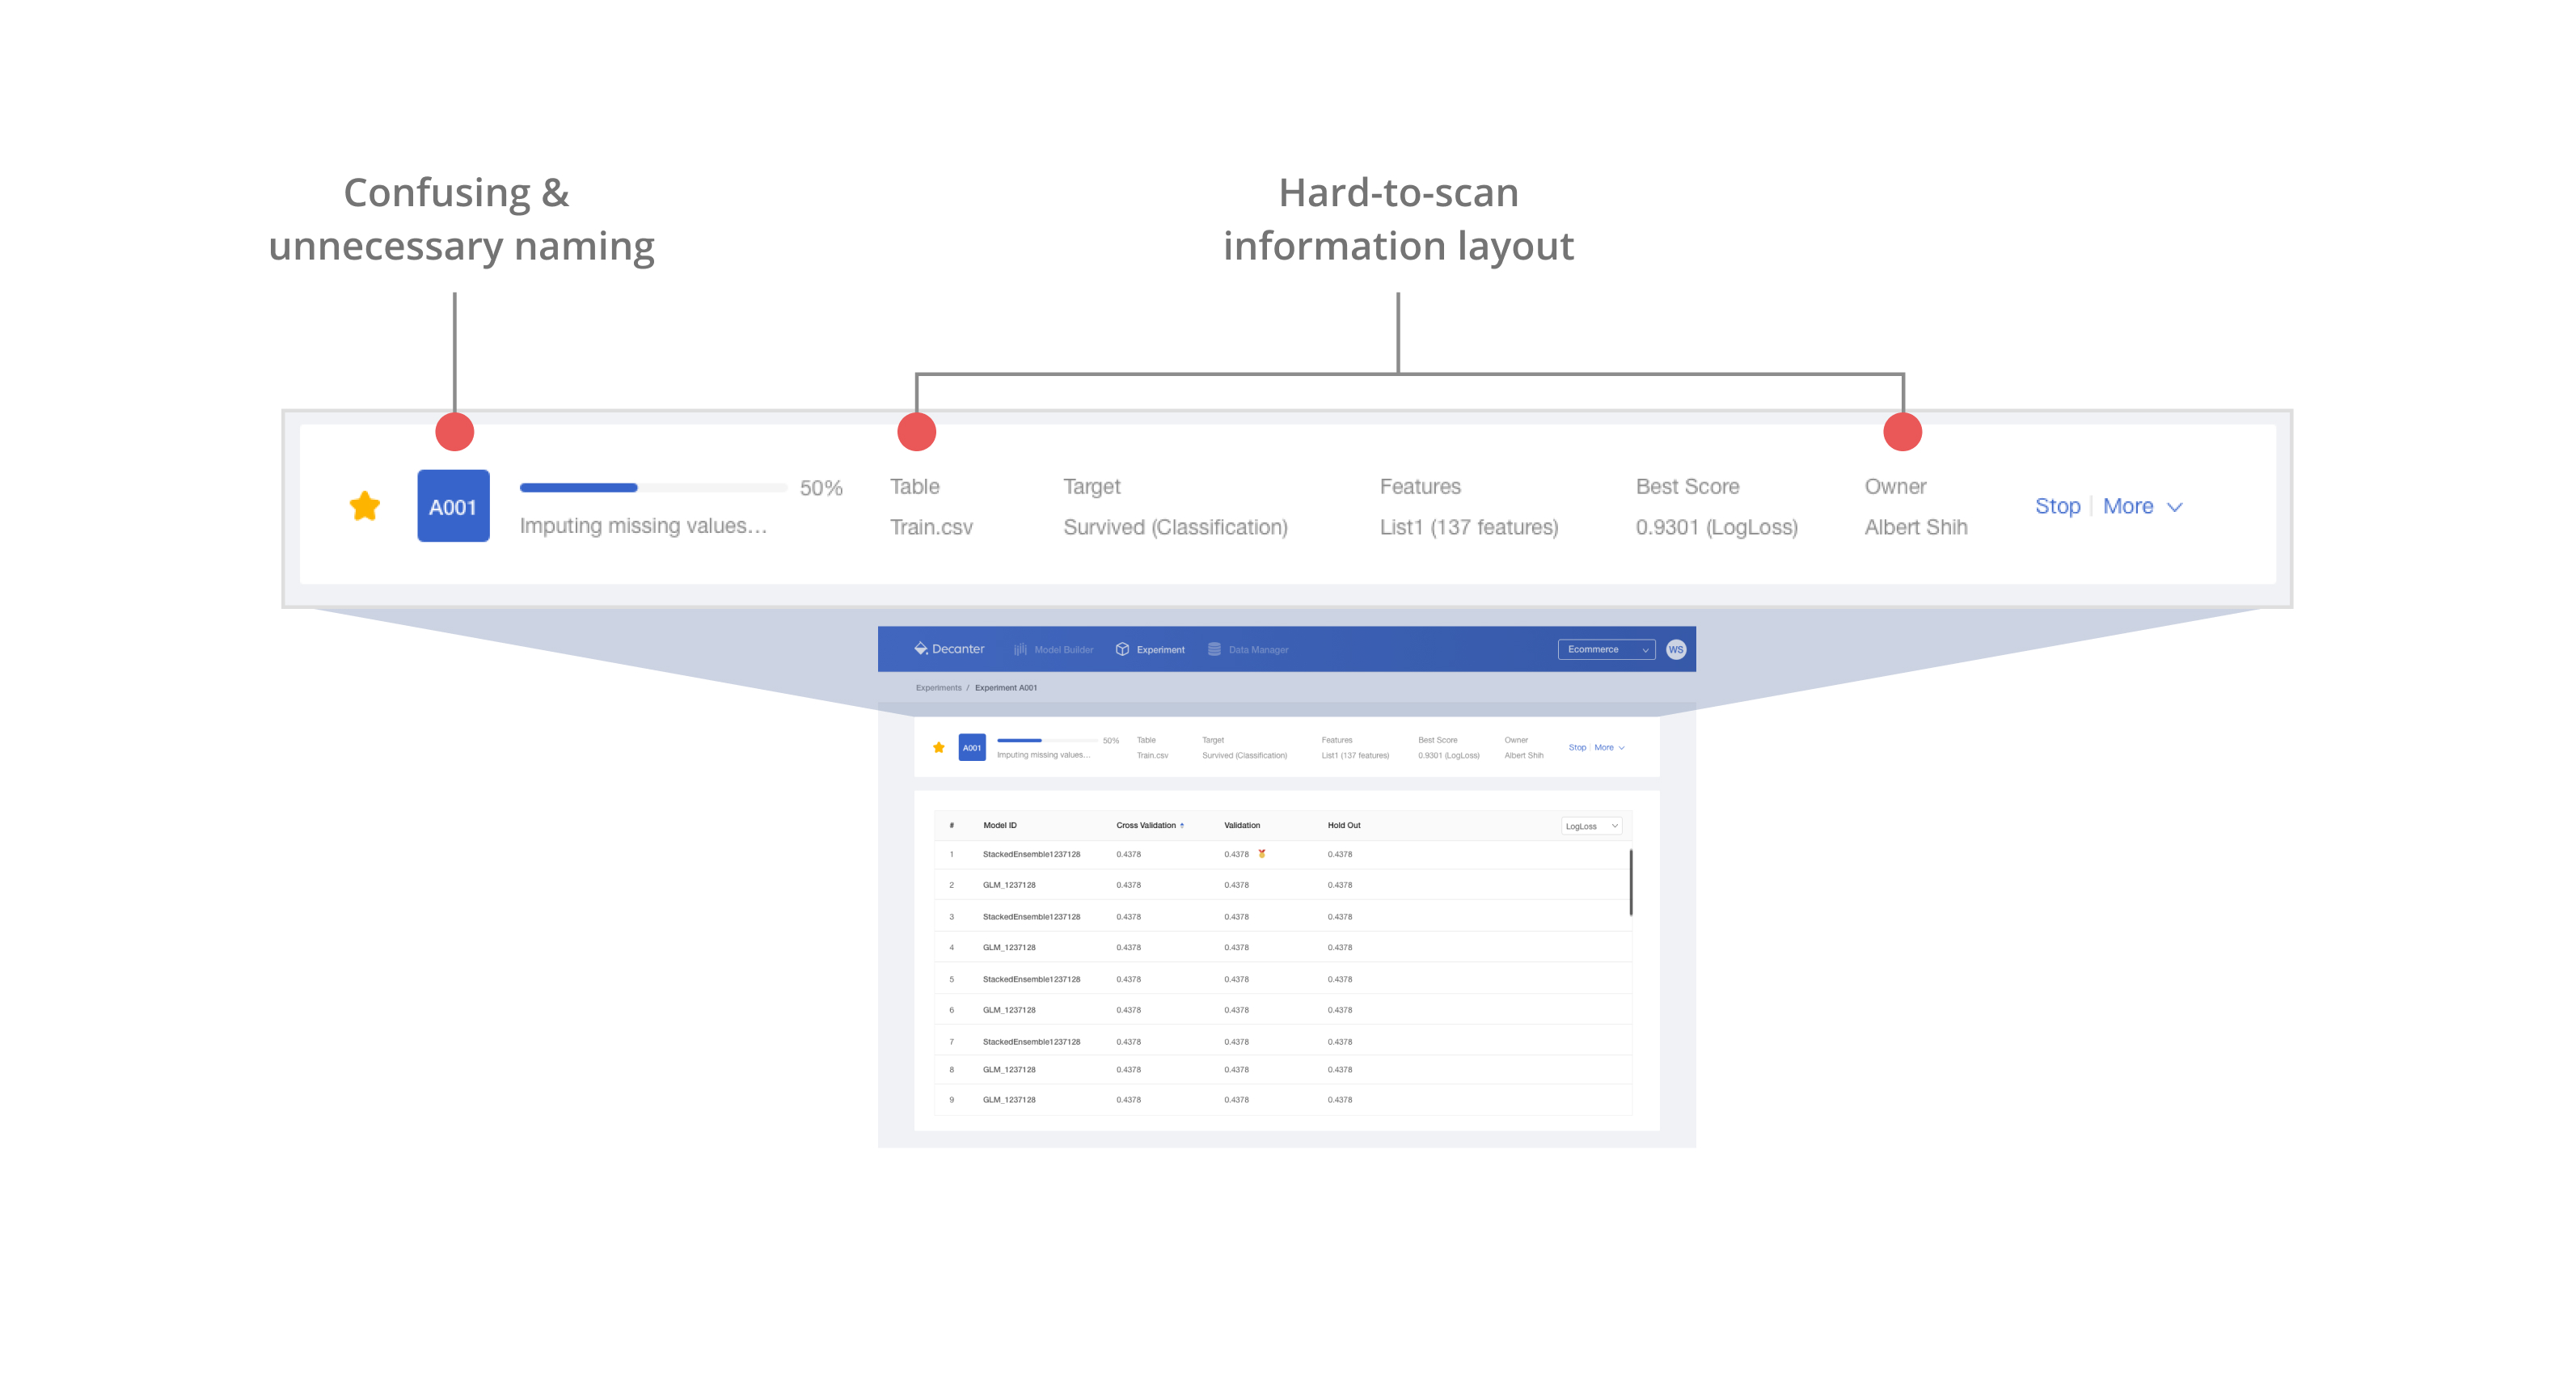 Confusing &
unnecessary naming
Hard-to-scan
information layout
A001
50%
Imputing missing values...
Table
Train.csv
Target
Survived (Classification)
Features
List1 (137 features)
Best Score
0.9301 (LogLoss)
Owner
Albert Shih
Stop | More
Decanter Model Builder Experiment Data Manager Ecommerce WS
Experiments / Experiment A001
A001
50%
Imputing missing values...
Table
Train.csv
Target
Survived (Classification)
Features
List1 (137 features)
Best Score
0.9301 (LogLoss)
Owner
Albert Shih
Stop | More
# Model ID Cross Validation Validation Hold Out LogLoss
1 StackedEnsemble1237128 0.4378 0.4378 0.4378
2 GLM_1237128 0.4378 0.4378 0.4378
3 StackedEnsemble1237128 0.4378 0.4378 0.4378
4 GLM_1237128 0.4378 0.4378 0.4378
5 StackedEnsemble1237128 0.4378 0.4378 0.4378
6 GLM_1237128 0.4378 0.4378 0.4378
7 StackedEnsemble1237128 0.4378 0.4378 0.4378
8 GLM_1237128 0.4378 0.4378 0.4378
9 GLM_1237128 0.4378 0.4378 0.4378